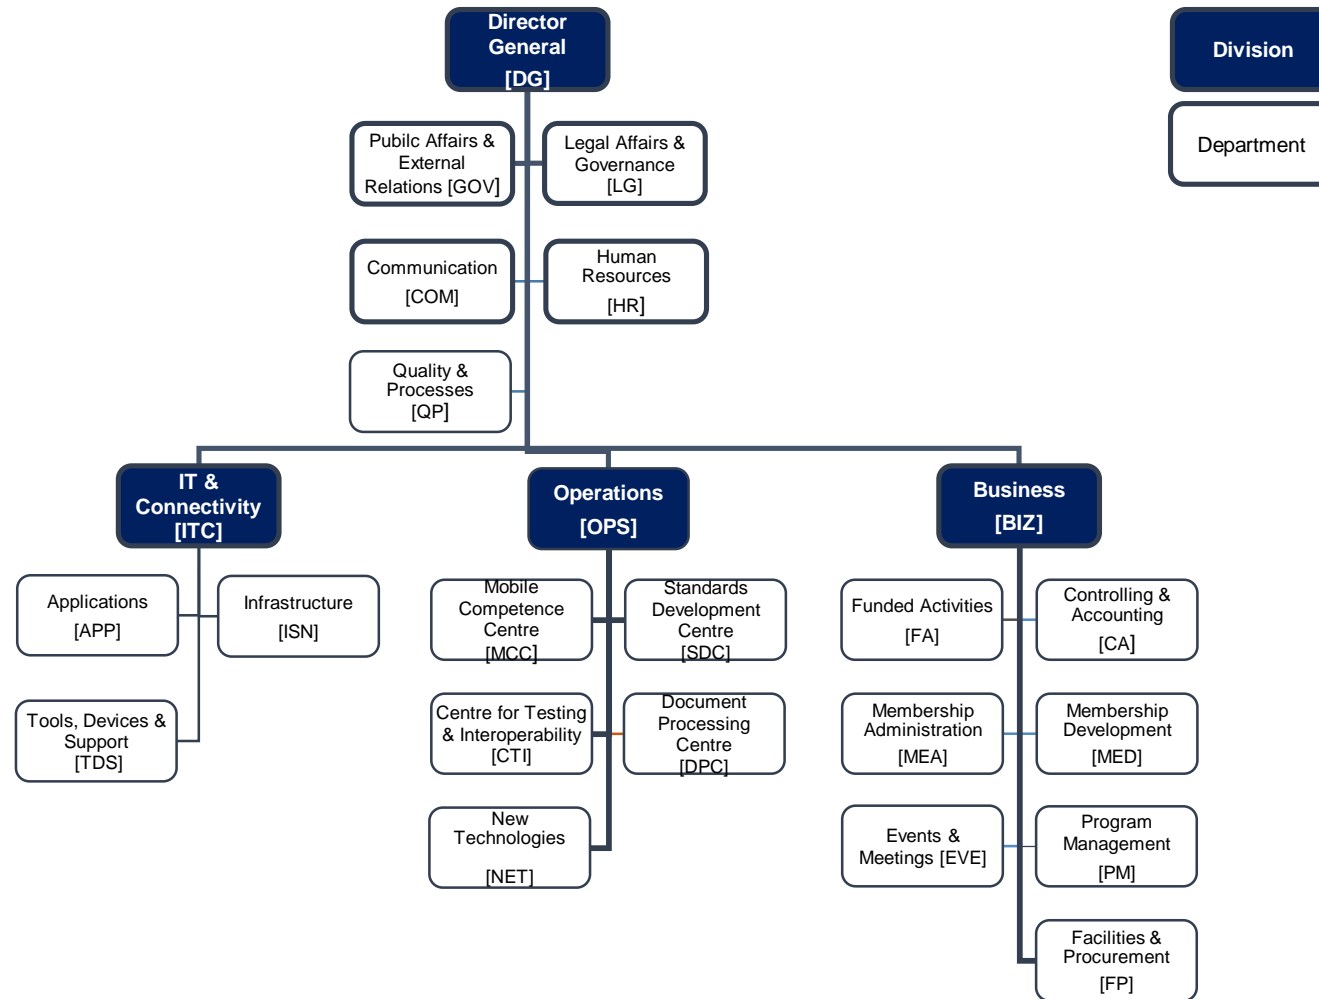 Director
General
[DG]
Division
Department
Pubilc Affairs &
External
Relations [GOV]
Legal Affairs &
Governance
[LG]
Communication
[COM]
Human
Resources
[HR]
Quality &
Processes
[QP]
IT &
Connectivity
[ITC]
Operations
[OPS]
Business
[BIZ]
Applications
[APP]
Infrastructure
[ISN]
Tools, Devices &
Support
[TDS]
Mobile
Competence
Centre
[MCC]
Standards
Development
Centre
[SDC]
Centre for Testing
& Interoperability
[CTI]
Document
Processing
Centre
[DPC]
New
Technologies
[NET]
Funded Activities
[FA]
Controlling &
Accounting
[CA]
Membership
Administration
[MEA]
Membership
Development
[MED]
Events &
Meetings [EVE]
Program
Management
[PM]
Facilities &
Procurement
[FP]